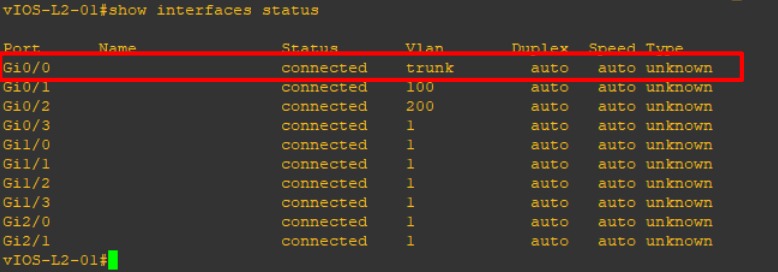 vIOS-L2-01#show interfaces status
Port Name Status Vlan Duplex Speed Type
Gi0/0 connected trunk auto auto unknown
Gi0/1 connected 100 auto auto unknown
Gi0/2 connected 200 auto auto unknown
Gi0/3 connected 1 auto auto unknown
Gi1/0 connected 1 auto auto unknown
Gi1/1 connected 1 auto auto unknown
Gi1/2 connected 1 auto auto unknown
Gi1/3 connected 1 auto auto unknown
Gi2/0 connected 1 auto auto unknown
Gi2/1 connected 1 auto auto unknown
vIOS-L2-01#